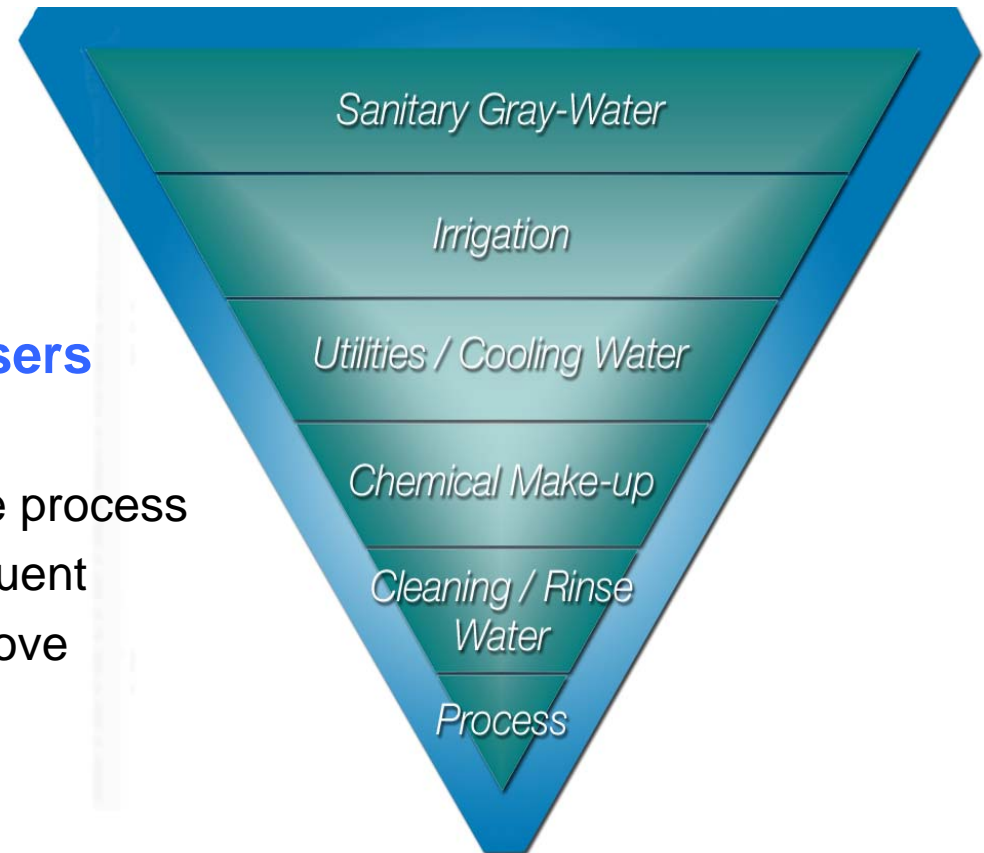 sers
e process
uent
ove
Sanitary Gray-Water
Irrigation
Utilities / Cooling Water
Chemical Make-up
Cleaning / Rinse
Water
Process